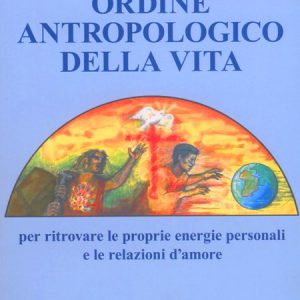 ORDINE
ANTROPOLOGICO
DELLA VITA
per ritrovare le proprie energie personali
e le relazioni d'amore